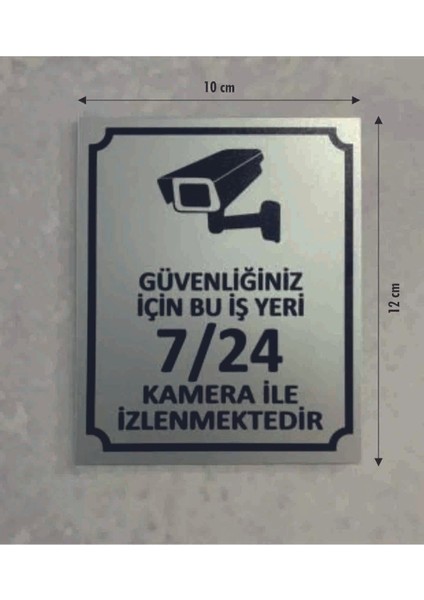 10 cm
GÜVENLİĞİNİZ
İÇİN BU İŞ YERİ
7/24
KAMERA İLE
İZLENMEKTEDİR
12 cm